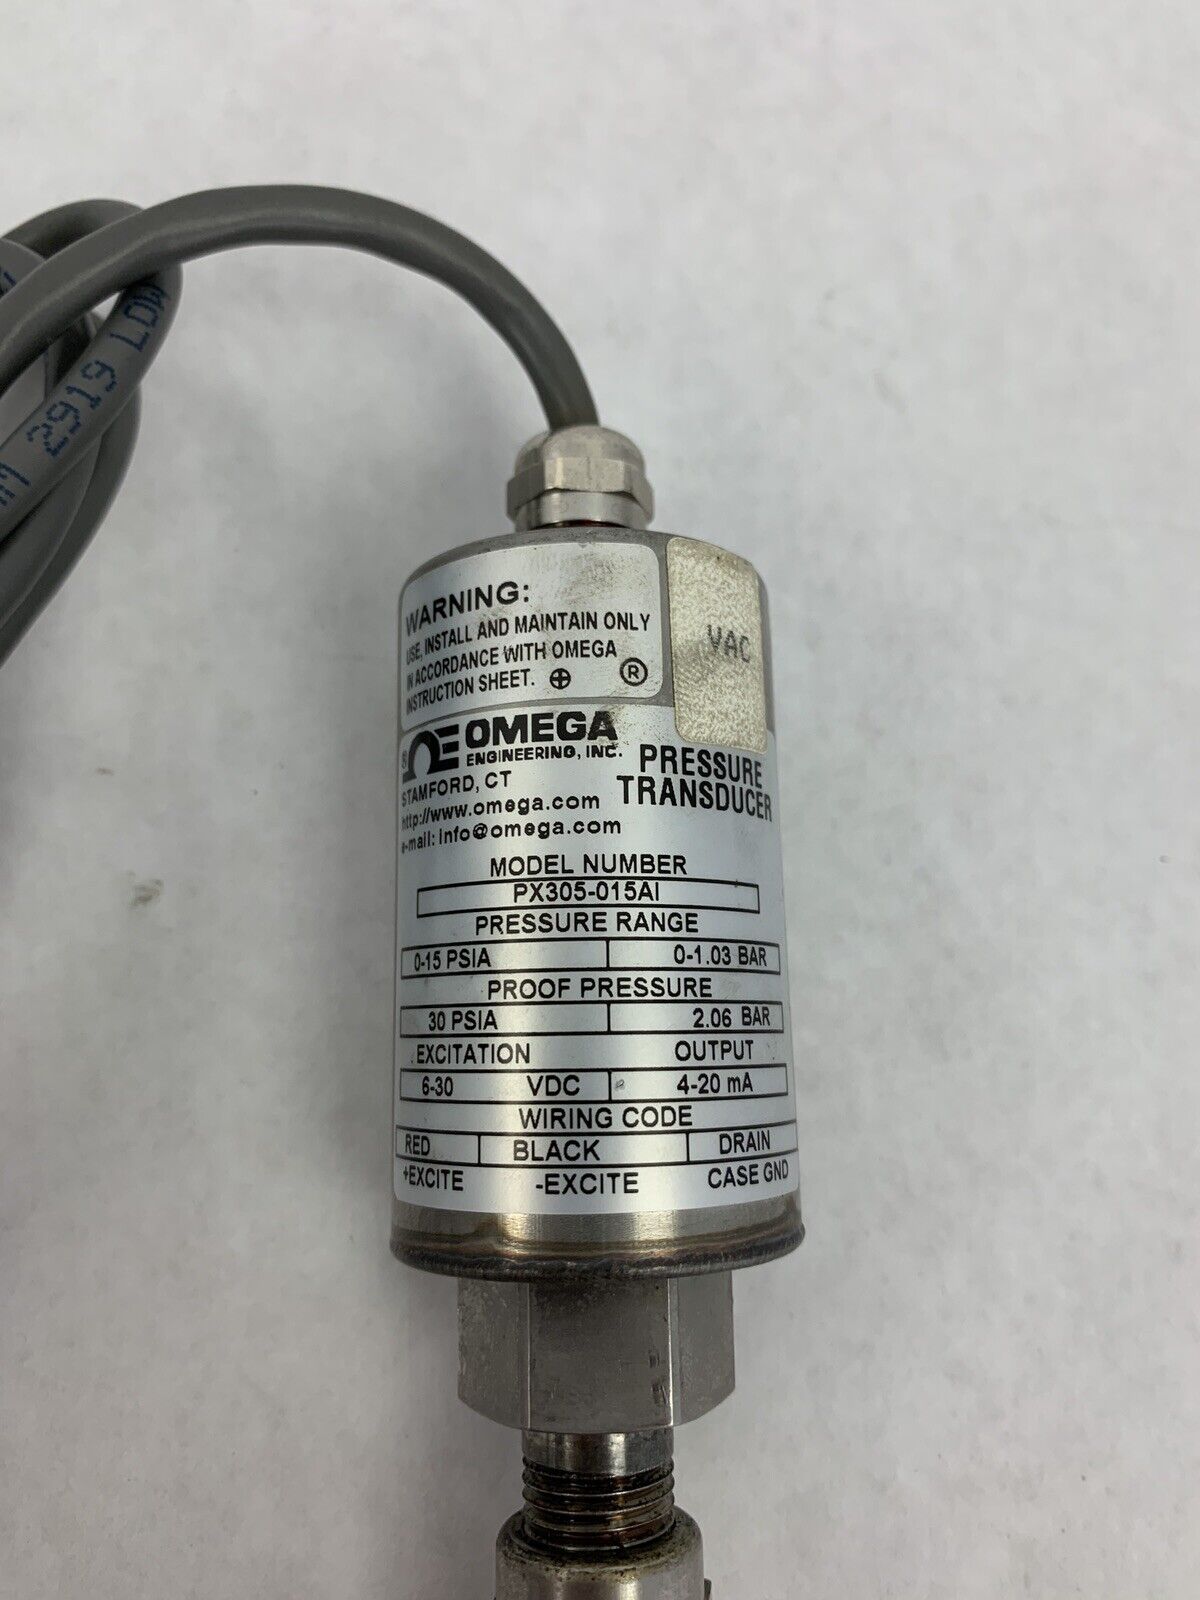 2919 LOW
WARNING:
USE, INSTALL AND MAINTAIN ONLY
IN ACCORDANCE WITH OMEGA
INSTRUCTION SHEET. ®
VAC
® OMEGA
ENGINEERING, INC.
STAMFORD, CT
http://www.omega.com
e-mail: info@omega.com
PRESSURE
TRANSDUCER
MODEL NUMBER
PX305-015AI
PRESSURE RANGE
0-15 PSIA 0-1.03 BAR
PROOF PRESSURE
30 PSIA 2.06 BAR
EXCITATION OUTPUT
6-30 VDC 4-20 mA
WIRING CODE
RED BLACK DRAIN
+EXCITE -EXCITE CASE GND